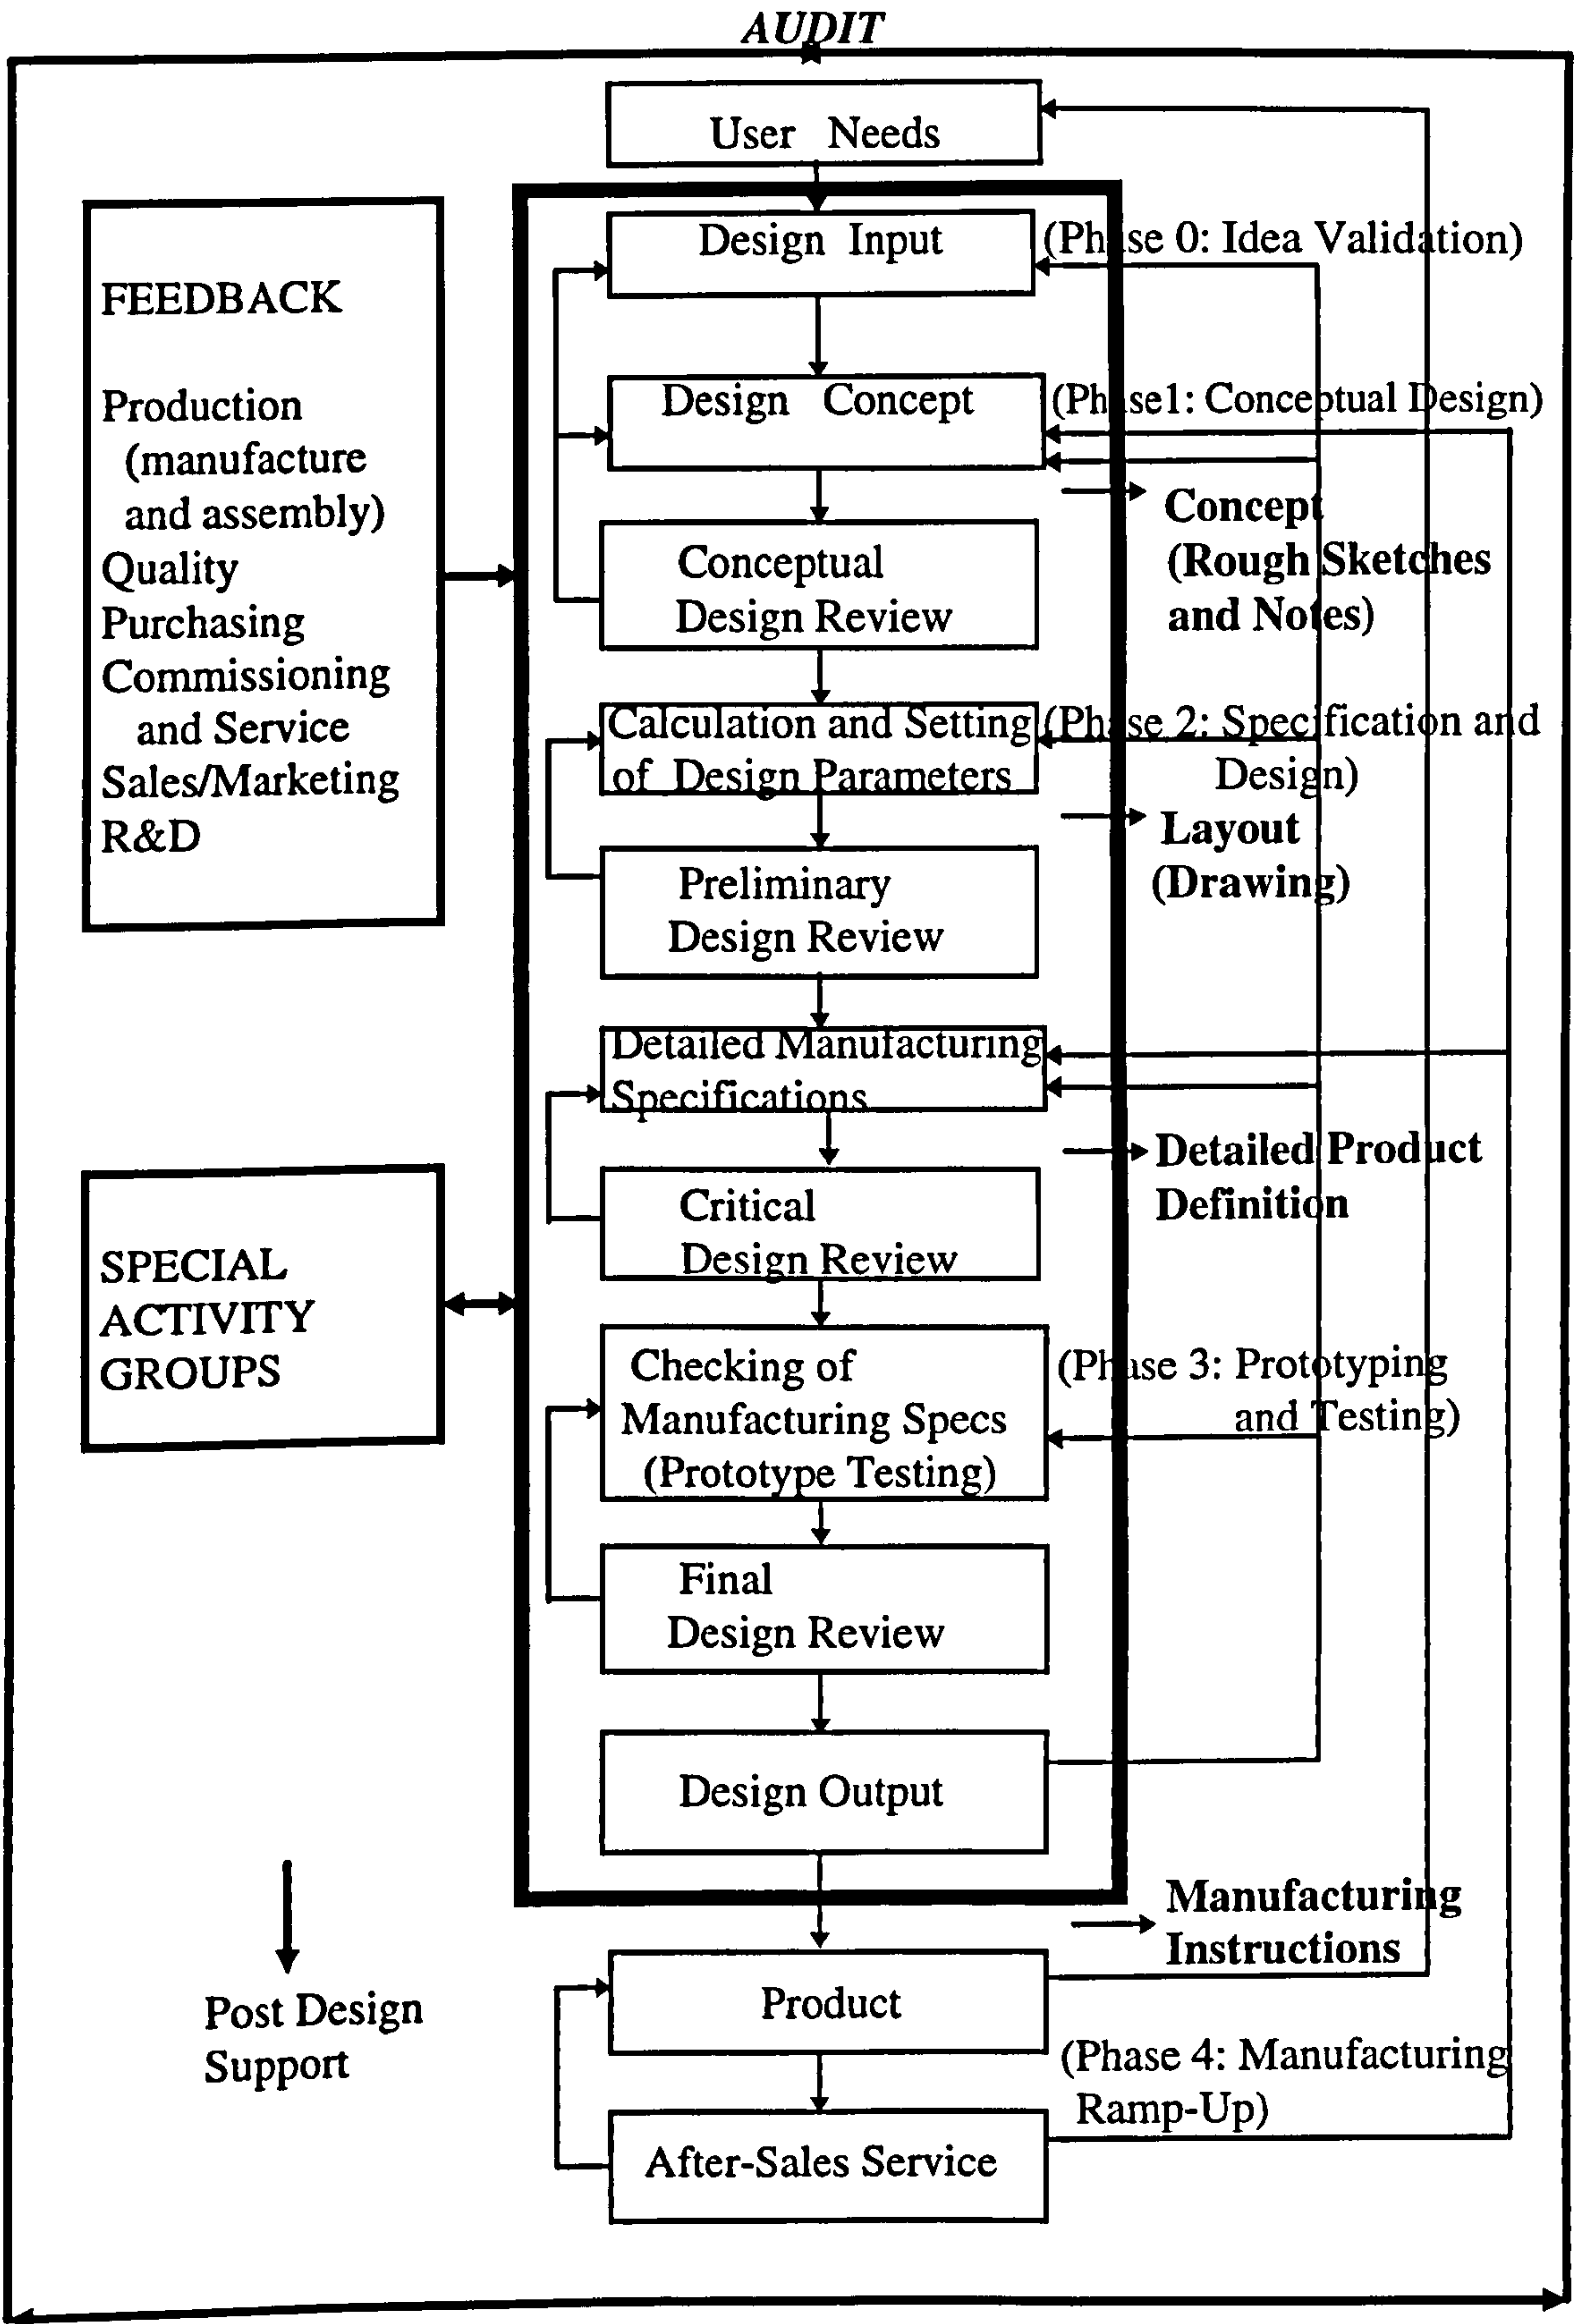 AUDIT
User Needs
Design Input
(Phase 0: Idea Validation)
FEEDBACK
Production
(manufacture
and assembly)
Quality
Purchasing
Commissioning
and Service
Sales/Marketing
R&D
Design Concept
(Phase1: Conceptual Design)
Concept
(Rough Sketches
and Notes)
Conceptual
Design Review
Calculation and Setting
of Design Parameters
(Phase 2: Specification and
Design)
Layout
(Drawing)
Preliminary
Design Review
Detailed Manufacturing
Specifications
Detailed Product
Definition
Critical
Design Review
SPECIAL
ACTIVITY
GROUPS
Checking of
Manufacturing Specs
(Prototype Testing)
(Phase 3: Prototyping
and Testing)
Final
Design Review
Design Output
Manufacturing
Instructions
Post Design
Support
Product
(Phase 4: Manufacturing
Ramp-Up)
After-Sales Service